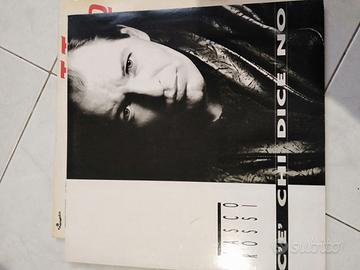 VASCO
ROSSI
C'E' CHI DICE NO
subito